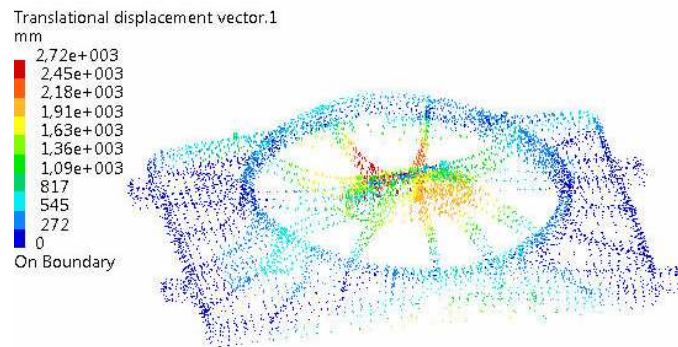 Translational displacement vector.1
mm
2,72e+003
2,45e+003
2,18e+003
1,91e+003
1,63e+003
1,36e+003
1,09e+003
817
545
272
0
On Boundary